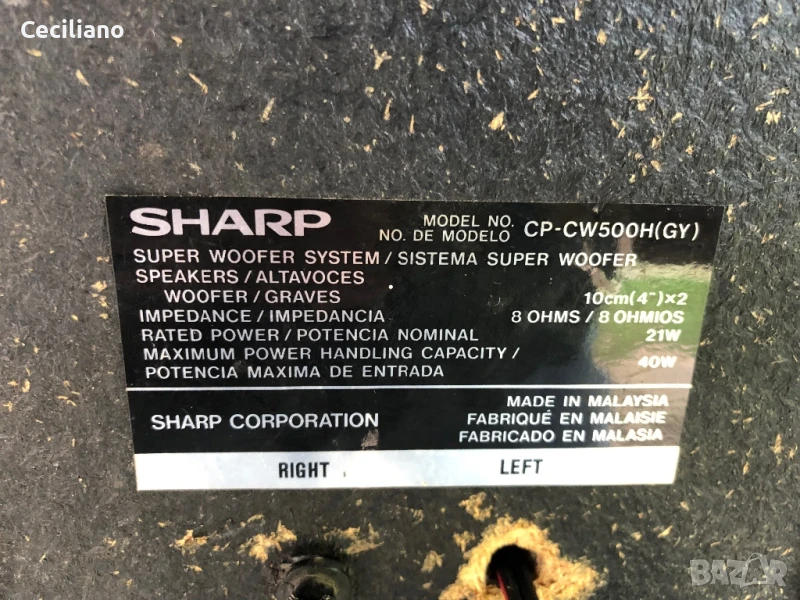 Ceciliano
SHARP MODEL NO. CP-CW500H(GY)
NO. DE MODELO
SUPER WOOFER SYSTEM / SISTEMA SUPER WOOFER
SPEAKERS / ALTAVOCES
WOOFER / GRAVES 10cm(4")×2
IMPEDANCE / IMPEDANCIA 8 OHMS / 8 OHMIOS
RATED POWER / POTENCIA NOMINAL 21W
MAXIMUM POWER HANDLING CAPACITY / 40W
POTENCIA MAXIMA DE ENTRADA
MADE IN MALAYSIA
SHARP CORPORATION FABRIQUÉ EN MALAISIE
FABRICADO EN MALASIA
RIGHT LEFT
BAZAR